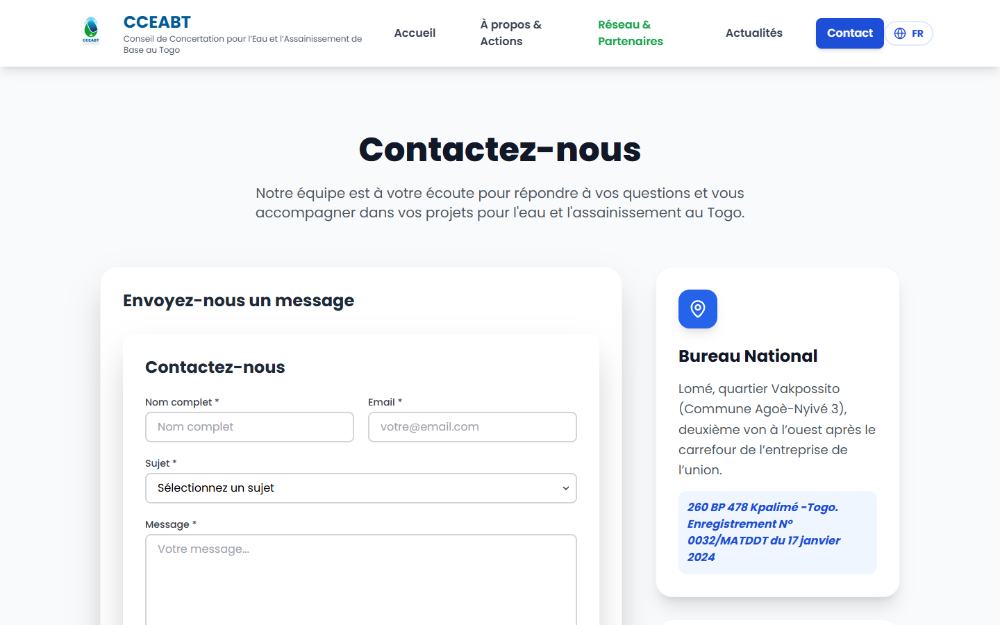 CCEABT
CCEABT
Conseil de Concertation pour l’Eau et l’Assainissement de
Base au Togo
Accueil
À propos &
Actions
Réseau &
Partenaires
Actualités
Contact
FR
Contactez-nous
Notre équipe est à votre écoute pour répondre à vos questions et vous
accompagner dans vos projets pour l'eau et l'assainissement au Togo.
Envoyez-nous un message
Contactez-nous
Nom complet *
Email *
Nom complet
votre@email.com
Sujet *
Sélectionnez un sujet
Message *
Votre message...
Bureau National
Lomé, quartier Vakpossito
(Commune Agoè-Nyivé 3),
deuxième von à l’ouest après le
carrefour de l’entreprise de
l’union.
260 BP 478 Kpalimé -Togo.
Enregistrement N°
0032/MATDDT du 17 janvier
2024